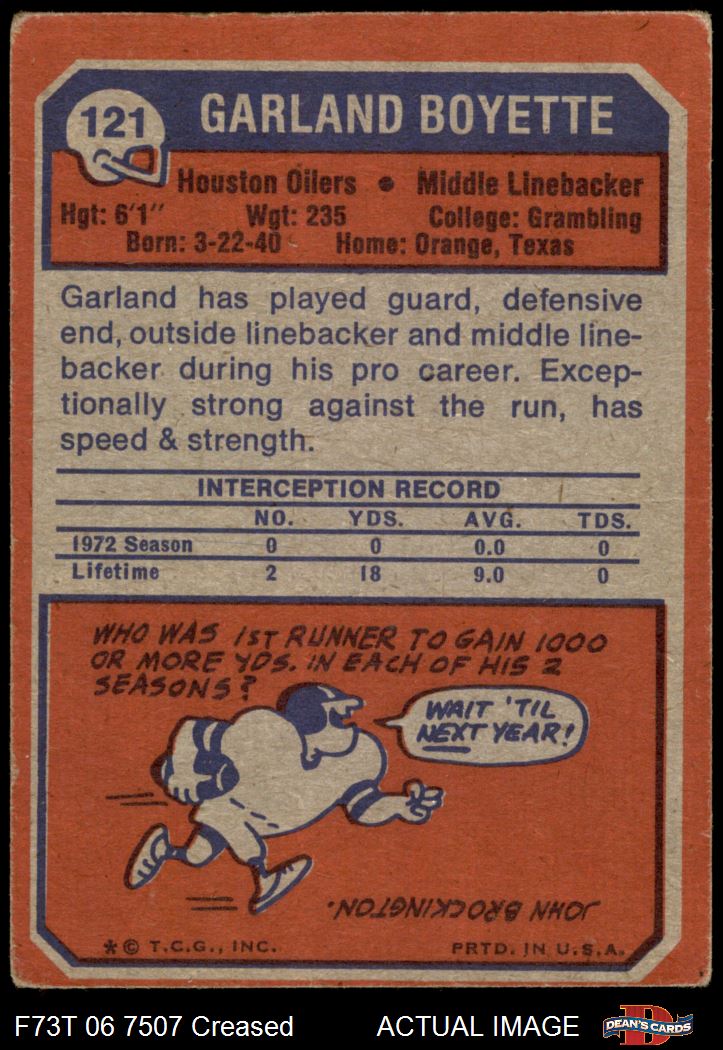 121
GARLAND BOYETTE
Houston Oilers • Middle Linebacker
Hgt: 6'1" Wgt: 235 College: Grambling
Born: 3-22-40 Home: Orange, Texas
Garland has played guard, defensive
end, outside linebacker and middle line-
backer during his pro career. Excep-
tionally strong against the run, has
speed & strength.
INTERCEPTION RECORD
NO. YDS. AVG. TDS.
1972 Season 0 0 0.0 0
Lifetime 2 18 9.0 0
WHO WAS 1ST RUNNER TO GAIN 1000
OR MORE YDS. IN EACH OF HIS 2
SEASONS?
WAIT 'TIL
NEXT YEAR!
JOHN BROCKINGTON.
*© T.C.G., INC. PRTD. IN U.S.A.
F73T 06 7507 Creased ACTUAL IMAGE
D
DEAN'S CARDS